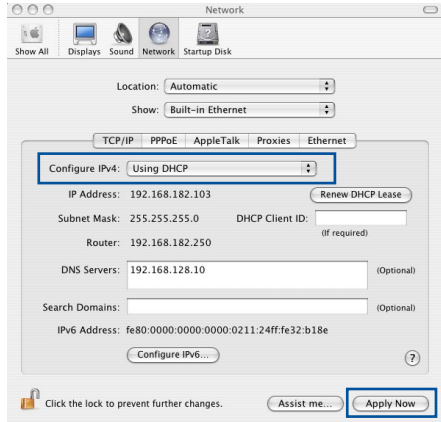 Network
Show All Displays Sound Network Startup Disk
Location: Automatic
Show: Built-in Ethernet
TCP/IP PPPoE AppleTalk Proxies Ethernet
Configure IPv4: Using DHCP
IP Address: 192.168.182.103 Renew DHCP Lease
Subnet Mask: 255.255.255.0 DHCP Client ID:
(If required)
Router: 192.168.182.250
DNS Servers: 192.168.128.10 (Optional)
Search Domains: (Optional)
IPv6 Address: fe80:0000:0000:0000:0211:24ff:fe32:b18e
Configure IPv6... ?
Click the lock to prevent further changes. Assist me... Apply Now